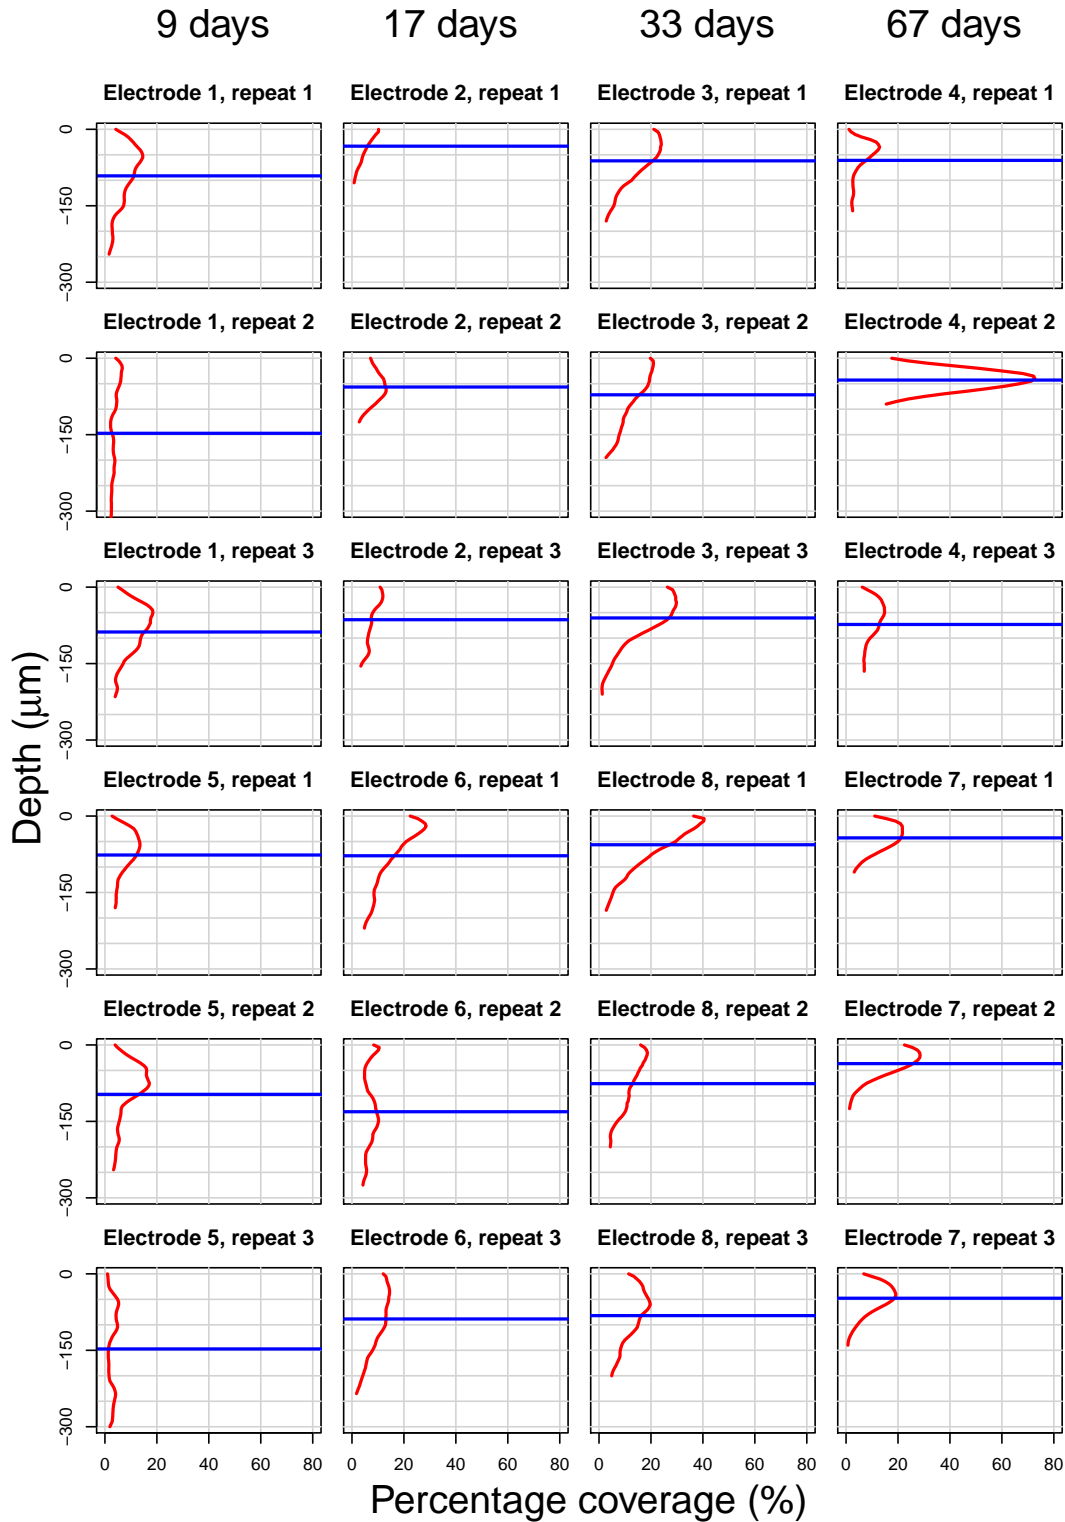 9 days 17 days 33 days 67 days
Electrode 1, repeat 1 Electrode 2, repeat 1 Electrode 3, repeat 1 Electrode 4, repeat 1
0
−150
−300
Electrode 1, repeat 2 Electrode 2, repeat 2 Electrode 3, repeat 2 Electrode 4, repeat 2
0
−150
−300
Electrode 1, repeat 3 Electrode 2, repeat 3 Electrode 3, repeat 3 Electrode 4, repeat 3
0
−150
−300
Depth (μm)
Electrode 5, repeat 1 Electrode 6, repeat 1 Electrode 8, repeat 1 Electrode 7, repeat 1
0
−150
−300
Electrode 5, repeat 2 Electrode 6, repeat 2 Electrode 8, repeat 2 Electrode 7, repeat 2
0
−150
−300
Electrode 5, repeat 3 Electrode 6, repeat 3 Electrode 8, repeat 3 Electrode 7, repeat 3
0
−150
−300
0 20 40 60 80 0 20 40 60 80 0 20 40 60 80 0 20 40 60 80
Percentage coverage (%)